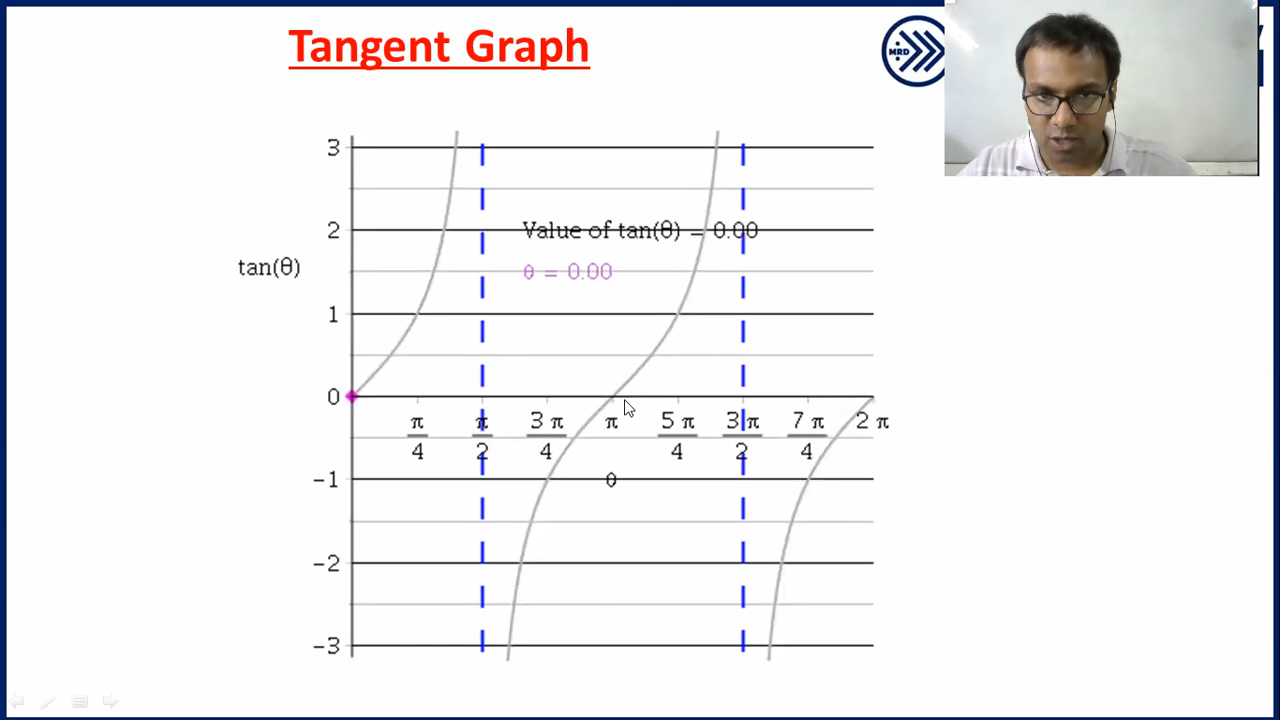 Tangent Graph
MRD
3
2
Value of tan(θ) = 0.00
tan(θ)
θ = 0.00
1
0
π/4 π/2 3π/4 π 5π/4 3π/2 7π/4 2π
−1
θ
−2
−3